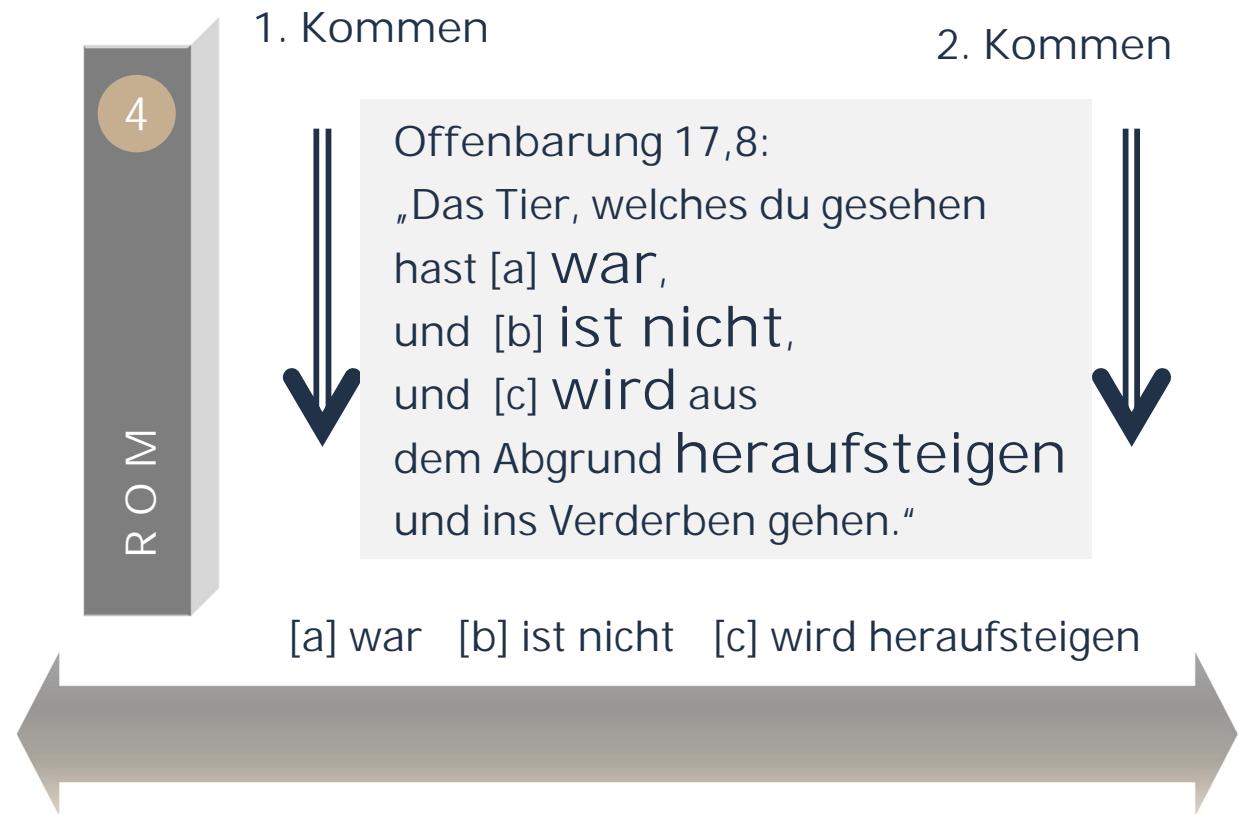 1. Kommen
2. Kommen
4
ROM
Offenbarung 17,8:
„Das Tier, welches du gesehen
hast [a] war,
und [b] ist nicht,
und [c] wird aus
dem Abgrund heraufsteigen
und ins Verderben gehen.“
[a] war [b] ist nicht [c] wird heraufsteigen